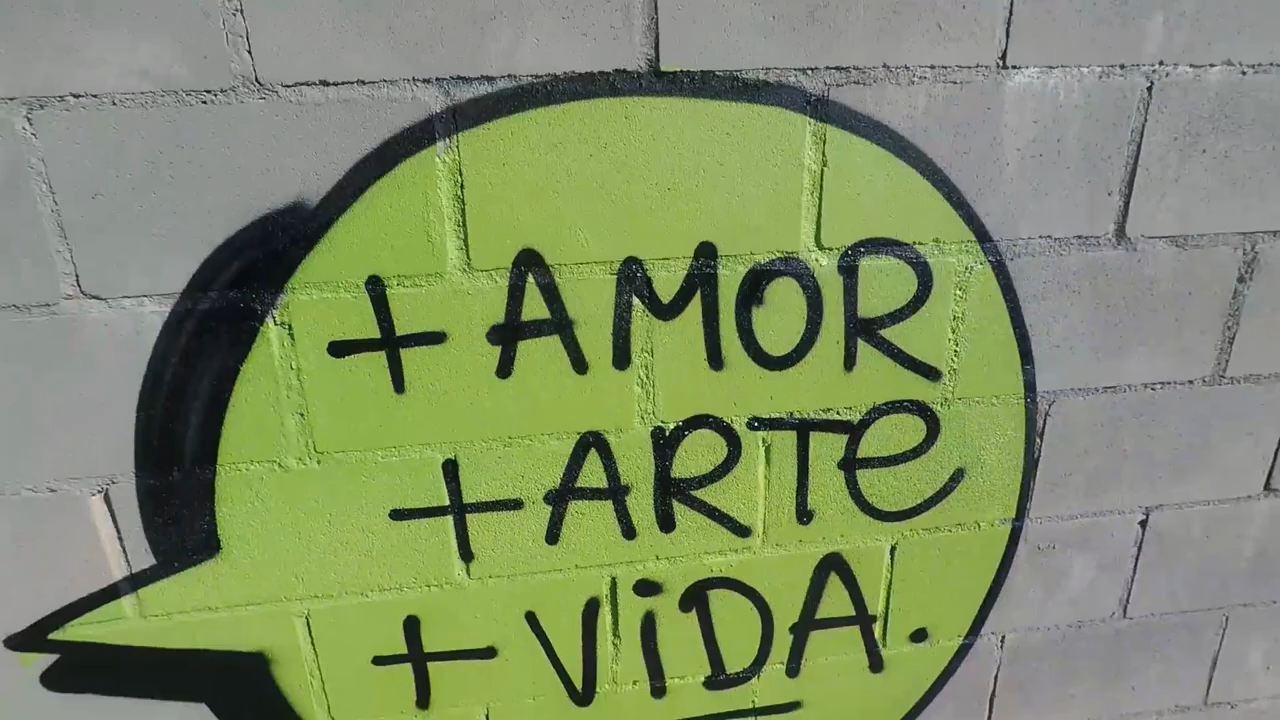 + AMOR
+ ARTe
+ ViDA.